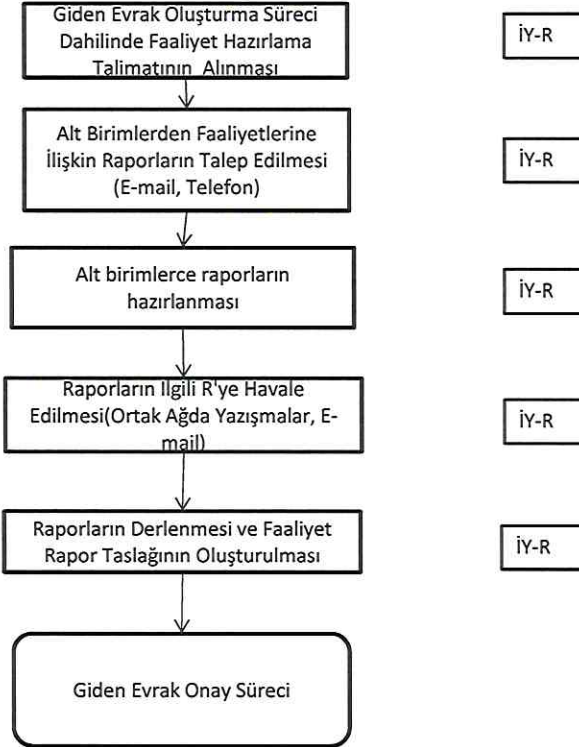 Giden Evrak Oluşturma Süreci
Dahilinde Faaliyet Hazırlama
Talimatının Alınması
İY-R
Alt Birimlerden Faaliyetlerine
İlişkin Raporların Talep Edilmesi
(E-mail, Telefon)
İY-R
Alt birimlerce raporların
hazırlanması
İY-R
Raporların İlgili R'ye Havale
Edilmesi(Ortak Ağda Yazışmalar, E-
mail)
İY-R
Raporların Derlenmesi ve Faaliyet
Rapor Taslağının Oluşturulması
İY-R
Giden Evrak Onay Süreci